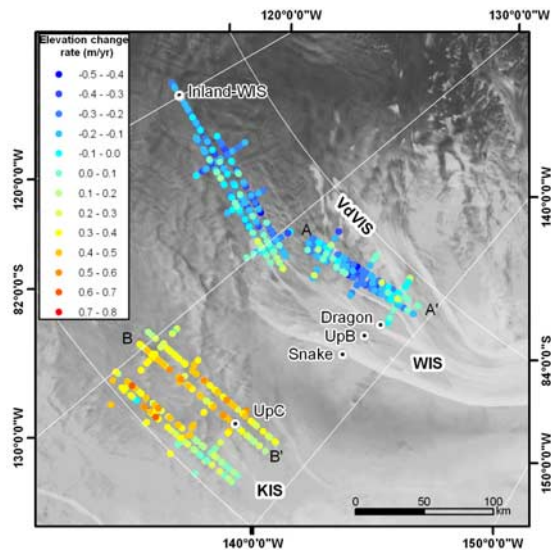 120°0'0"W
130°0'0"W
Elevation change
rate (m/yr)
-0.5 - -0.4
-0.4 - -0.3
-0.3 - -0.2
-0.2 - -0.1
-0.1 - 0.0
0.0 - 0.1
0.1 - 0.2
0.2 - 0.3
0.3 - 0.4
0.4 - 0.5
0.5 - 0.6
0.6 - 0.7
0.7 - 0.8
Inland-WIS
120°0'0"W
140°0'0"W
VdVIS
A
A'
82°0'0"S
Dragon
UpB
Snake
WIS
84°0'0"S
B
UpC
B'
KIS
130°0'0"W
150°0'0"W
0 50 100
km
140°0'0"W
150°0'0"W